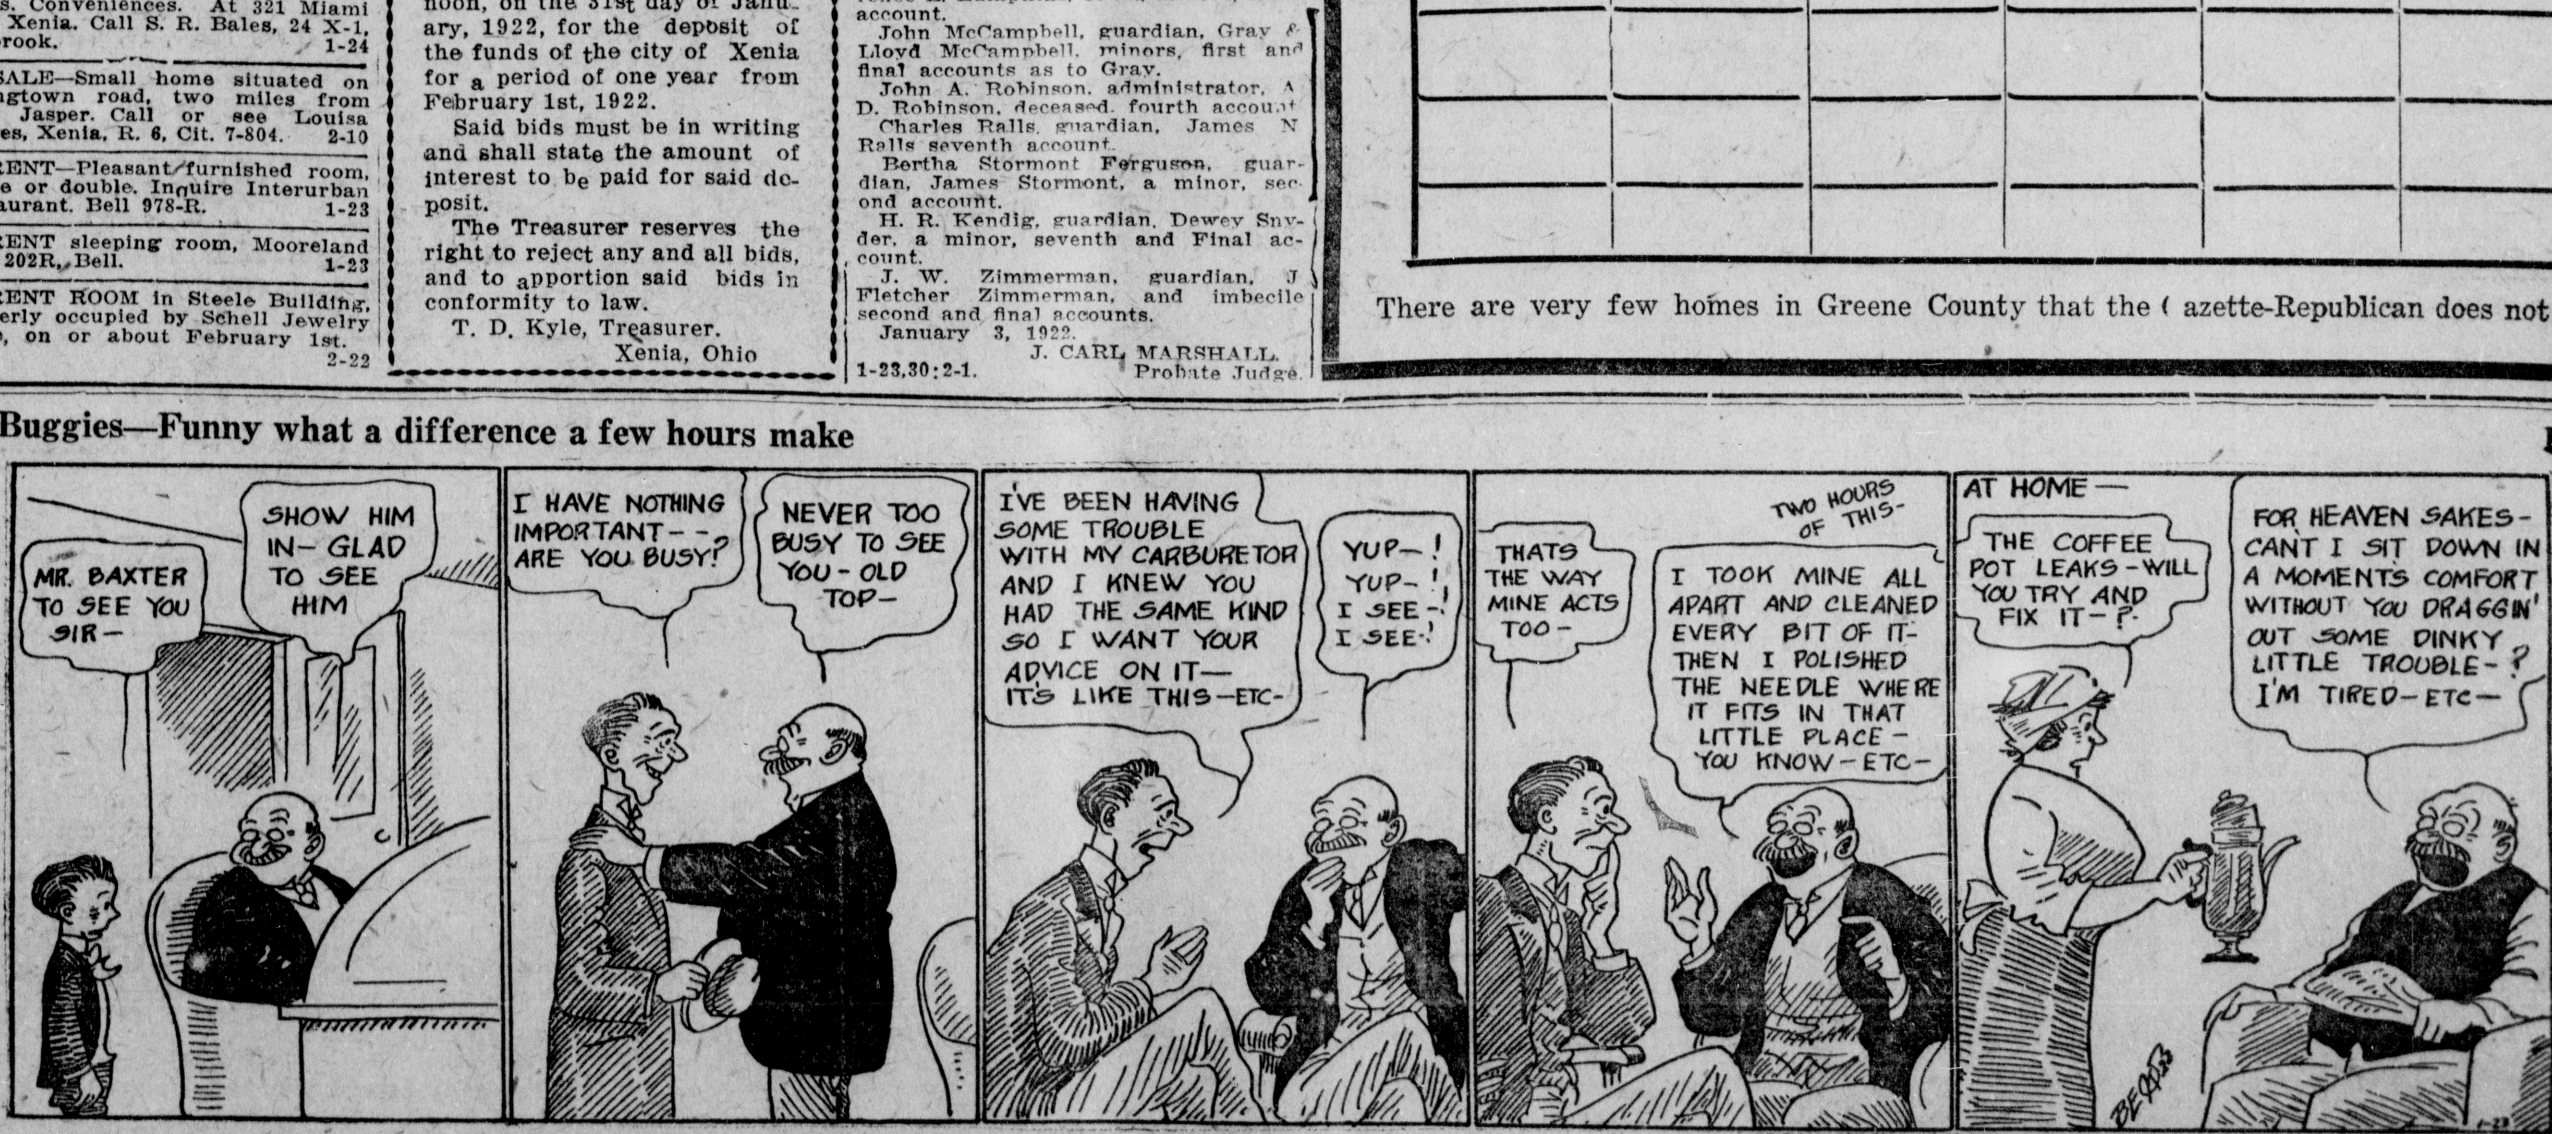 s. Conveniences. At 321 Miami
Xenia. Call S. R. Bales, 24 X-1,
rook. 1-24
SALE—Small home situated on
ngtown road, two miles from
Jasper. Call or see Louisa
es, Xenia, R. 6, Cit. 7-804. 2-10
RENT—Pleasant furnished room,
e or double. Inquire Interurban
aurant. Bell 978-R. 1-23
RENT sleeping room, Mooreland
202R, Bell. 1-23
RENT ROOM in Steele Building,
erly occupied by Schell Jewelry
, on or about February 1st.
2-22
noon, on the 31st day of Janu-
ary, 1922, for the deposit of
the funds of the city of Xenia
for a period of one year from
February 1st, 1922.
Said bids must be in writing
and shall state the amount of
interest to be paid for said de-
posit.
The Treasurer reserves the
right to reject any and all bids,
and to apportion said bids in
conformity to law.
T. D. Kyle, Treasurer.
Xenia, Ohio
account.
John McCampbell, guardian, Gray &
Lloyd McCampbell, minors, first and
final accounts as to Gray.
John A. Robinson, administrator, A
D. Robinson, deceased, fourth account
Charles Ralls, guardian, James N
Ralls seventh account.
Bertha Stormont Ferguson, guar-
dian, James Stormont, a minor, sec-
ond account.
H. R. Kendig, guardian, Dewey Sny-
der, a minor, seventh and Final ac-
count.
J. W. Zimmerman, guardian, J
Fletcher Zimmerman, and imbecile
second and final accounts.
January 3, 1922.
J. CARL MARSHALL.
1-23,30:2-1. Probate Judge.
There are very few homes in Greene County that the ( azette-Republican does not
Buggies—Funny what a difference a few hours make
MR. BAXTER
TO SEE YOU
SIR—
SHOW HIM
IN— GLAD
TO SEE
HIM
I HAVE NOTHING
IMPORTANT - -
ARE YOU BUSY?
NEVER TOO
BUSY TO SEE
YOU - OLD
TOP—
I'VE BEEN HAVING
SOME TROUBLE
WITH MY CARBURETOR
AND I KNEW YOU
HAD THE SAME KIND
SO I WANT YOUR
ADVICE ON IT—
IT'S LIKE THIS—ETC-
YUP—!
YUP—!
I SEE-!
I SEE-!
THATS
THE WAY
MINE ACTS
TOO—
TWO HOURS
OF THIS-
I TOOK MINE ALL
APART AND CLEANED
EVERY BIT OF IT-
THEN I POLISHED
THE NEEDLE WHERE
IT FITS IN THAT
LITTLE PLACE—
YOU KNOW—ETC—
AT HOME—
THE COFFEE
POT LEAKS—WILL
YOU TRY AND
FIX IT—?
FOR HEAVEN SAKES-
CANT I SIT DOWN IN
A MOMENTS COMFORT
WITHOUT YOU DRAGGIN'
OUT SOME DINKY
LITTLE TROUBLE-?
I'M TIRED—ETC—
1-23